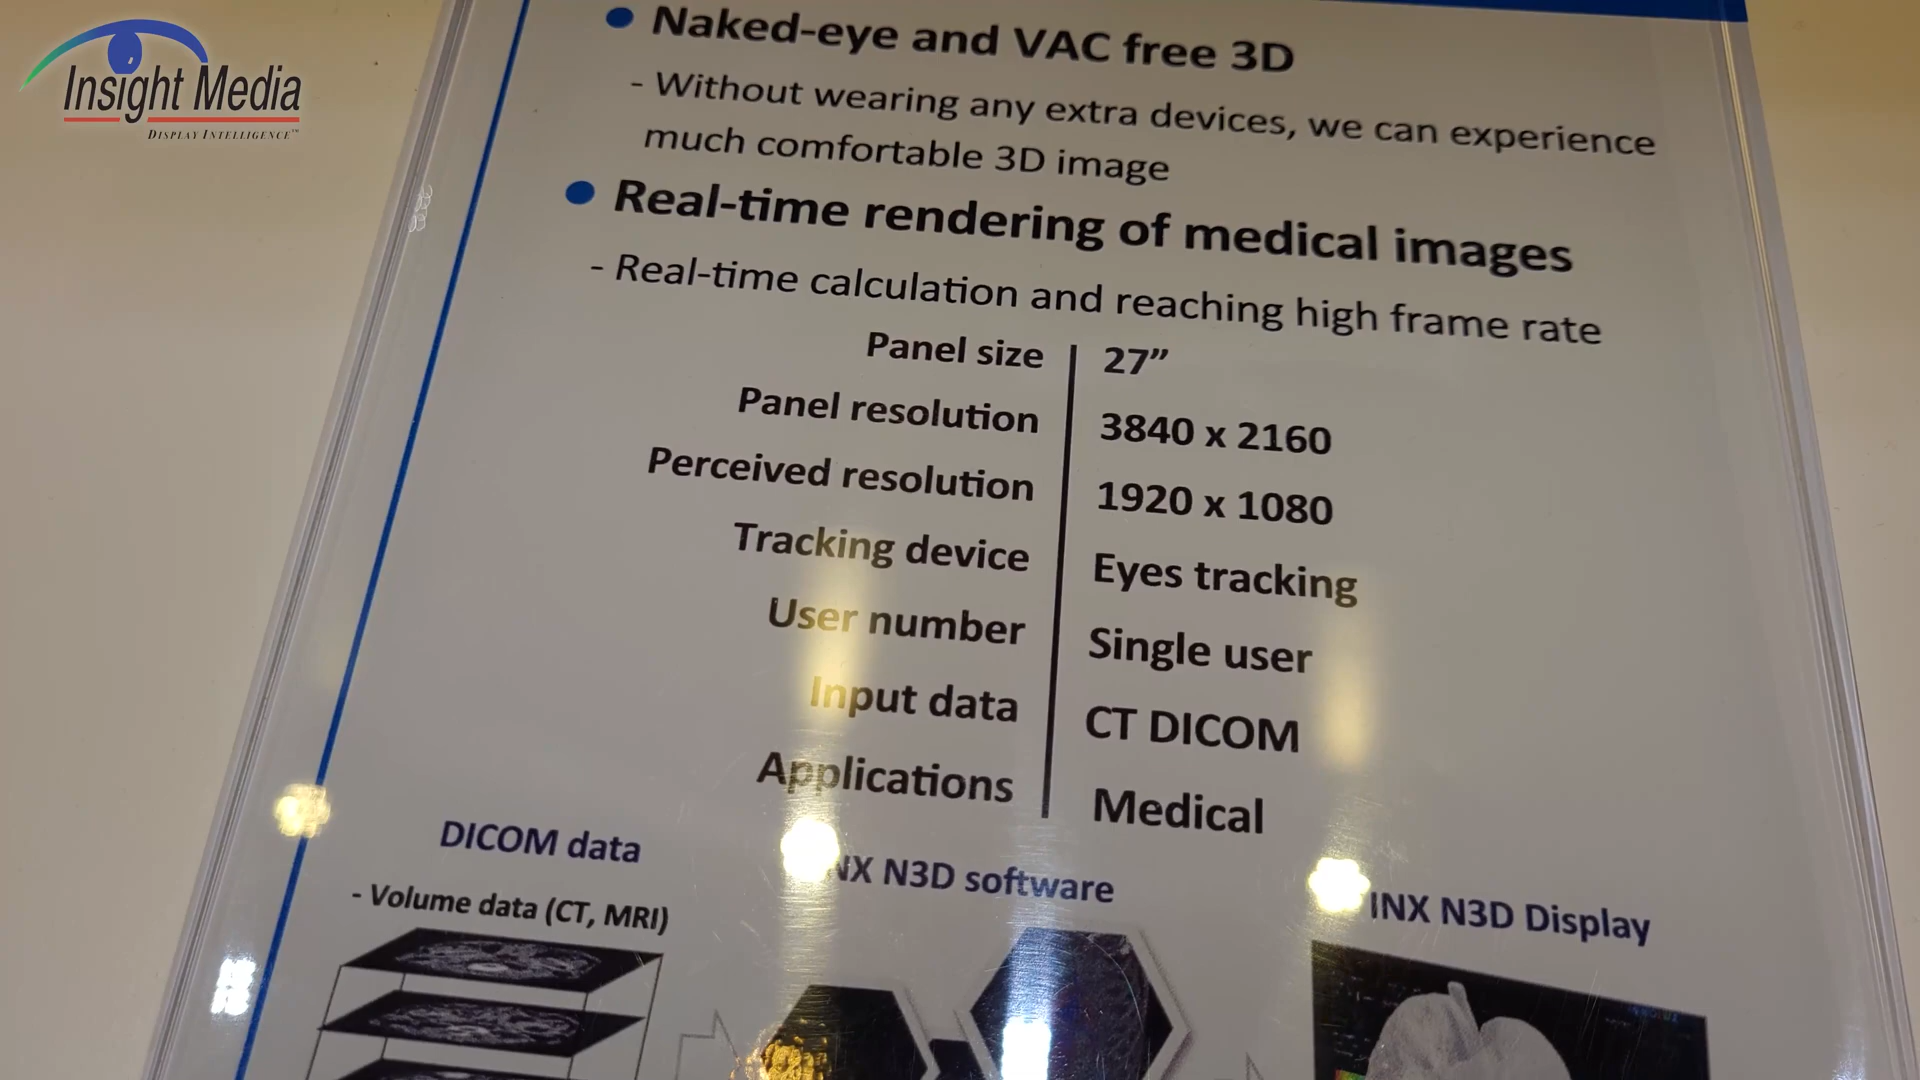 Insight Media
DISPLAY INTELLIGENCE™
Naked-eye and VAC free 3D
- Without wearing any extra devices, we can experience
much comfortable 3D image
Real-time rendering of medical images
- Real-time calculation and reaching high frame rate
Panel size 27”
Panel resolution 3840 x 2160
Perceived resolution 1920 x 1080
Tracking device Eyes tracking
User number Single user
Input data CT DICOM
Applications Medical
DICOM data
- Volume data (CT, MRI)
NX N3D software
INX N3D Display